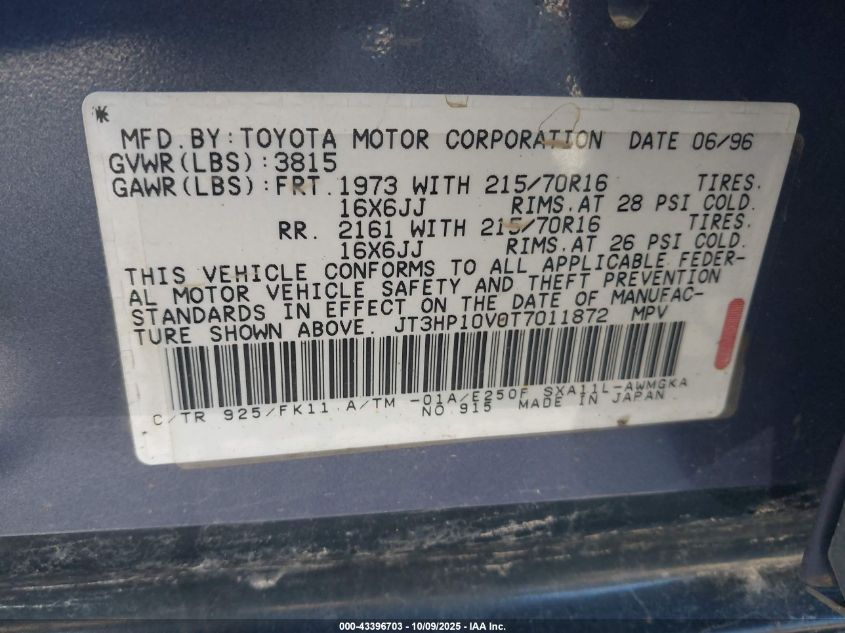 MFD. BY: TOYOTA MOTOR CORPORATION DATE 06/96
GVWR(LBS): 3815
GAWR(LBS): FRT. 1973 WITH 215/70R16 TIRES.
16X6JJ RIMS. AT 28 PSI COLD.
RR. 2161 WITH 215/70R16 TIRES.
16X6JJ RIMS. AT 26 PSI COLD.
THIS VEHICLE CONFORMS TO ALL APPLICABLE FEDER-
AL MOTOR VEHICLE SAFETY AND THEFT PREVENTION
STANDARDS IN EFFECT ON THE DATE OF MANUFAC-
TURE SHOWN ABOVE. JT3HP10V0T7011872 MPV
C/TR 925/FK11 A/TM -01A/E250F SXA11L-AWMGKA
NO 915 MADE IN JAPAN
000-43396703 - 10/09/2025 - IAA Inc.